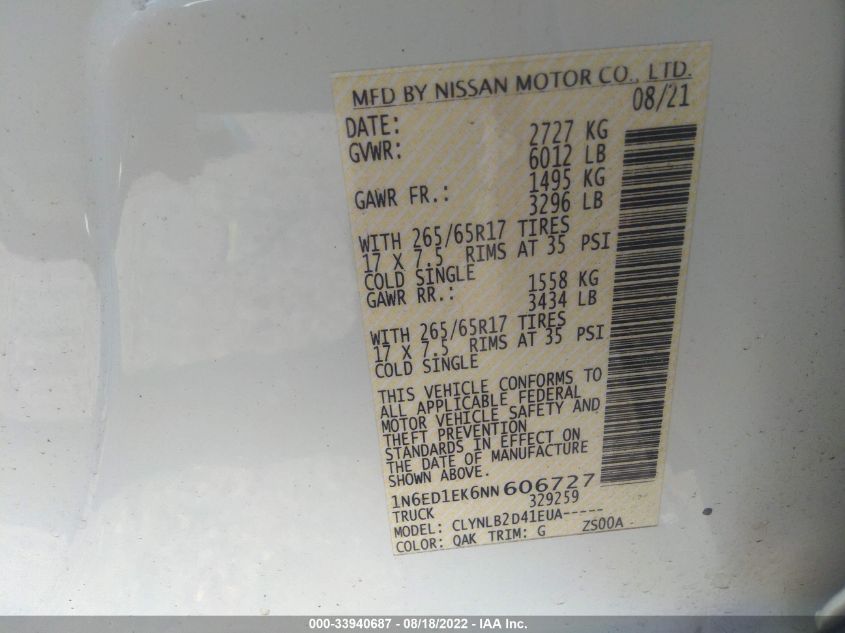 MFD BY NISSAN MOTOR CO., LTD.
DATE: 08/21
GVWR: 2727 KG
6012 LB
GAWR FR.: 1495 KG
3296 LB
WITH 265/65R17 TIRES
17 X 7.5 RIMS AT 35 PSI
COLD SINGLE
GAWR RR.: 1558 KG
3434 LB
WITH 265/65R17 TIRES
17 X 7.5 RIMS AT 35 PSI
COLD SINGLE
THIS VEHICLE CONFORMS TO
ALL APPLICABLE FEDERAL
MOTOR VEHICLE SAFETY AND
THEFT PREVENTION
STANDARDS IN EFFECT ON
THE DATE OF MANUFACTURE
SHOWN ABOVE.
1N6ED1EK6NN606727
TRUCK 329259
MODEL: CLYNLB2D41EUA-----
COLOR: QAK TRIM: G ZS00A
000-33940687 - 08/18/2022 - IAA Inc.